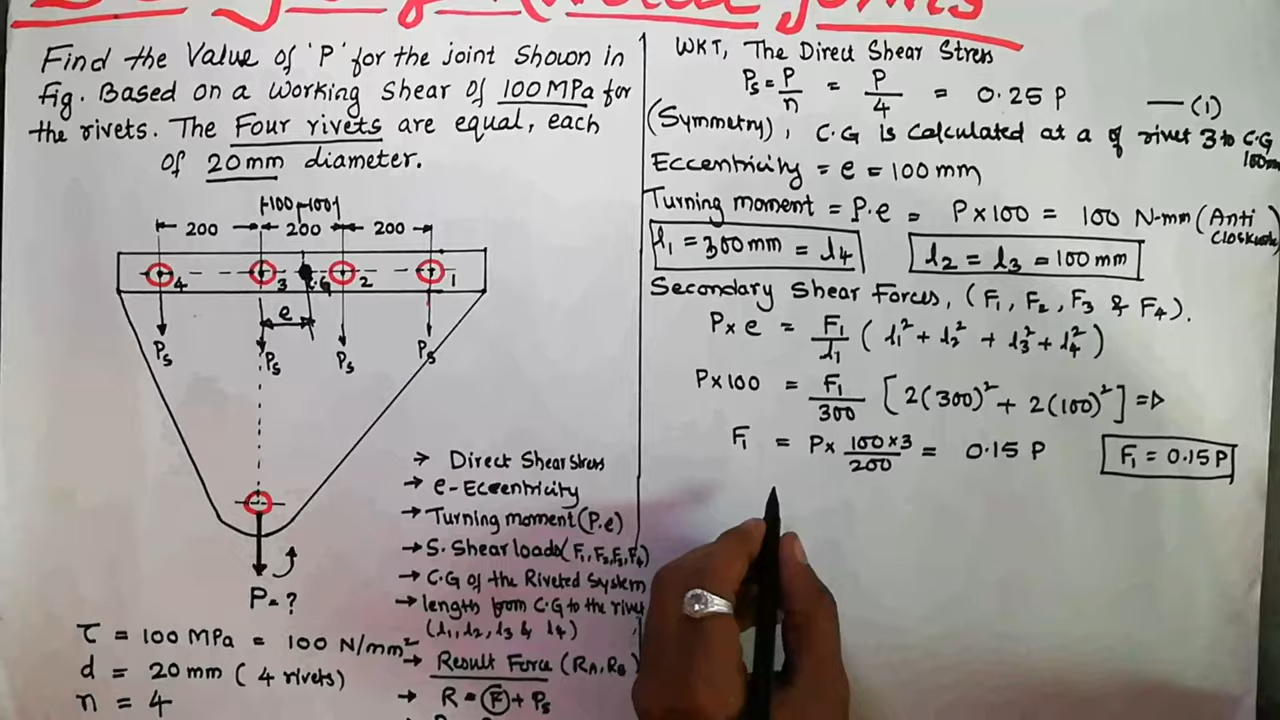 Joints
Find the Value of 'P' for the joint Shown in
Fig. Based on a Working Shear of 100 MPa for
the rivets. The Four rivets are equal, each
of 20mm diameter.
100 100
200 200 200
4 3 C.G 2 1
e
Ps Ps Ps Ps
P = ?
τ = 100 MPa = 100 N/mm²
d = 20 mm ( 4 rivets)
n = 4
→ Direct Shear Stress
→ e-Eccentricity
→ Turning moment (P.e)
→ S. Shear loads (F₁, F₂, F₃, F₄)
→ C.G of the Riveted System
→ length from C.G to the rivet
(l₁, l₂, l₃ & l₄)
→ Result Force (RA, RB)
→ R = F + Ps
WKT, The Direct Shear Stress
Ps = P/n = P/4 = 0.25 P —(1)
(Symmetry), C.G is Calculated at a of rivet 3 to C.G
100mm
Eccentricity = e = 100 mm
Turning moment = P.e = P x 100 = 100 N-mm (Anti
Closkwise)
l₁ = 300 mm = l₄ l₂ = l₃ = 100 mm
Secondary Shear Forces, (F₁, F₂, F₃ & F₄).
P x e = F₁/l₁ ( l₁² + l₂² + l₃² + l₄² )
P x 100 = F₁/300 [ 2(300)² + 2(100)² ] ⇒
F₁ = P x 100 x 3/200 = 0.15 P F₁ = 0.15 P